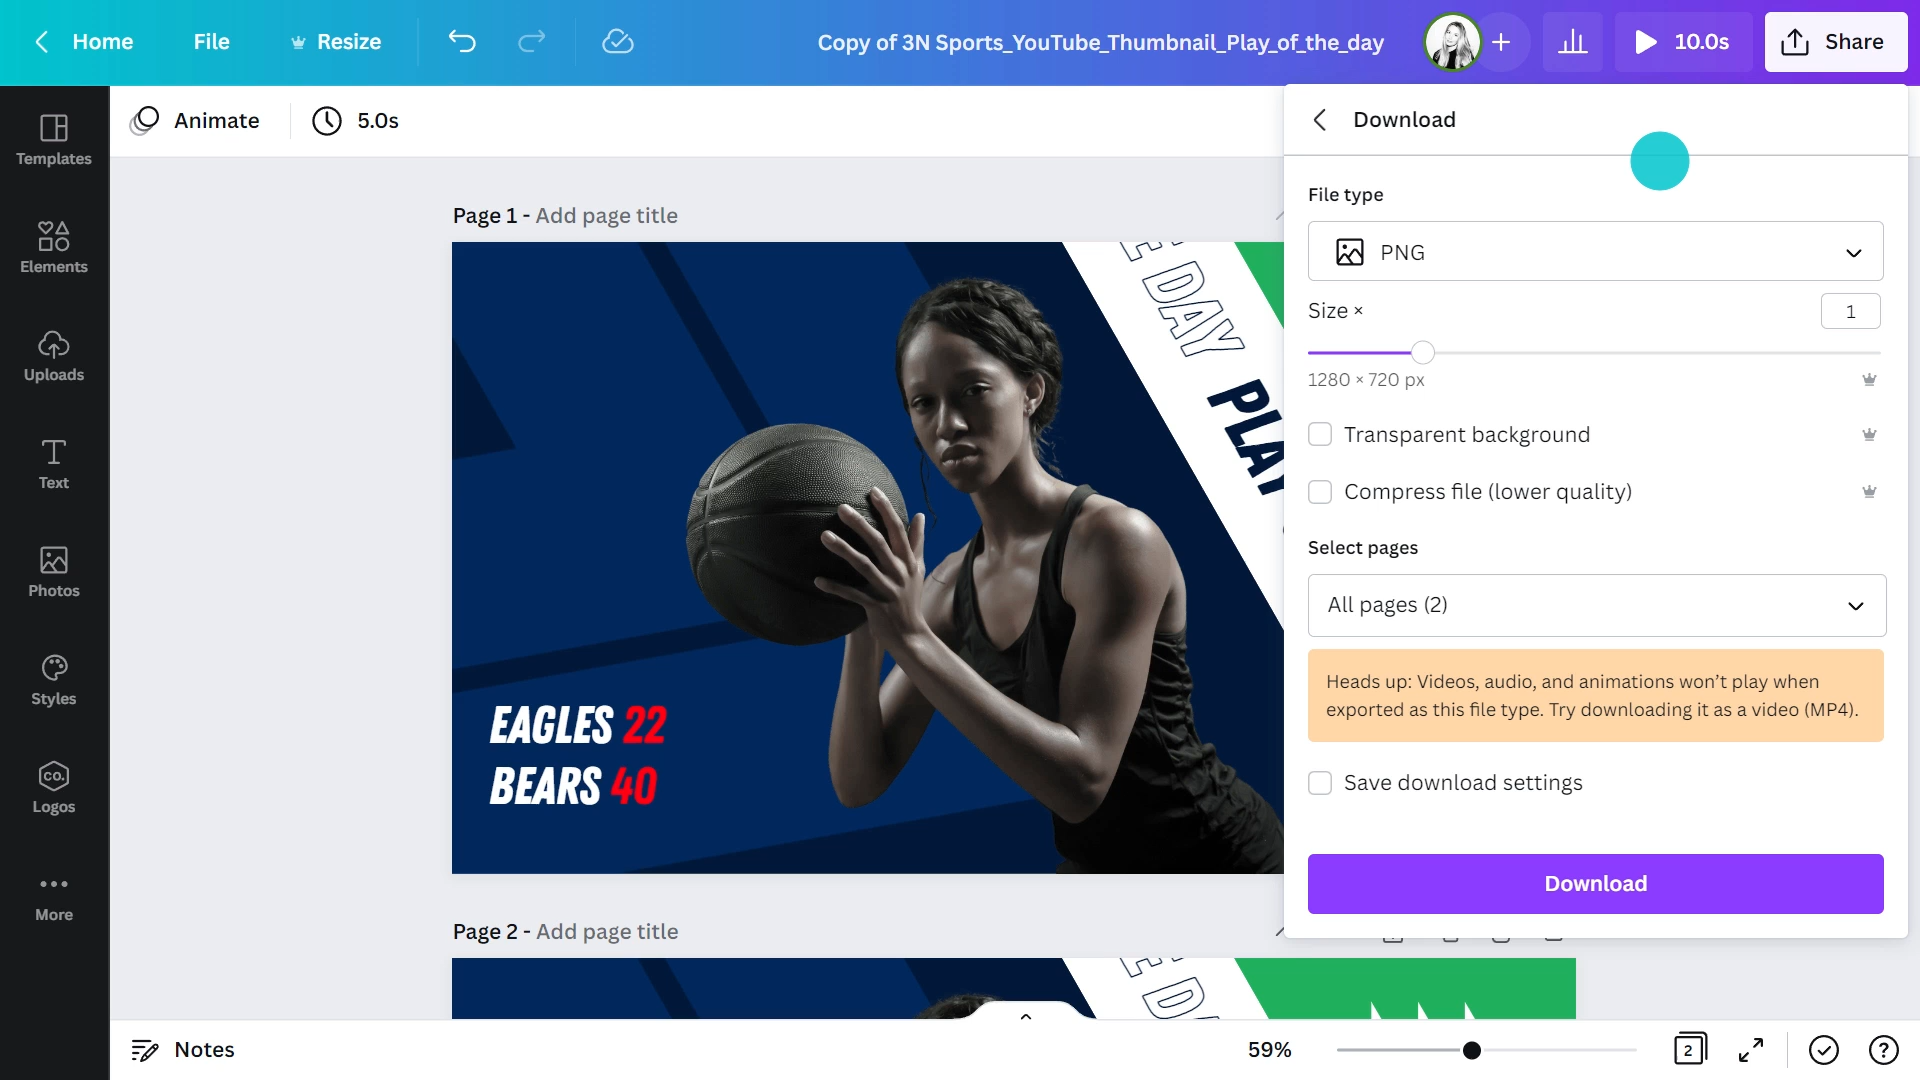 Home
File
Resize
Copy of 3N Sports_YouTube_Thumbnail_Play_of_the_day
10.0s
Share
Templates
Elements
Uploads
Text
Photos
Styles
CO.
Logos
More
Animate
5.0s
Page 1 - Add page title
E DAY PLAY
EAGLES 22
BEARS 40
Page 2 - Add page title
E D
Download
File type
PNG
Size ×
1
1280 × 720 px
Transparent background
Compress file (lower quality)
Select pages
All pages (2)
Heads up: Videos, audio, and animations won’t play when
exported as this file type. Try downloading it as a video (MP4).
Save download settings
Download
Notes
59%
2
?